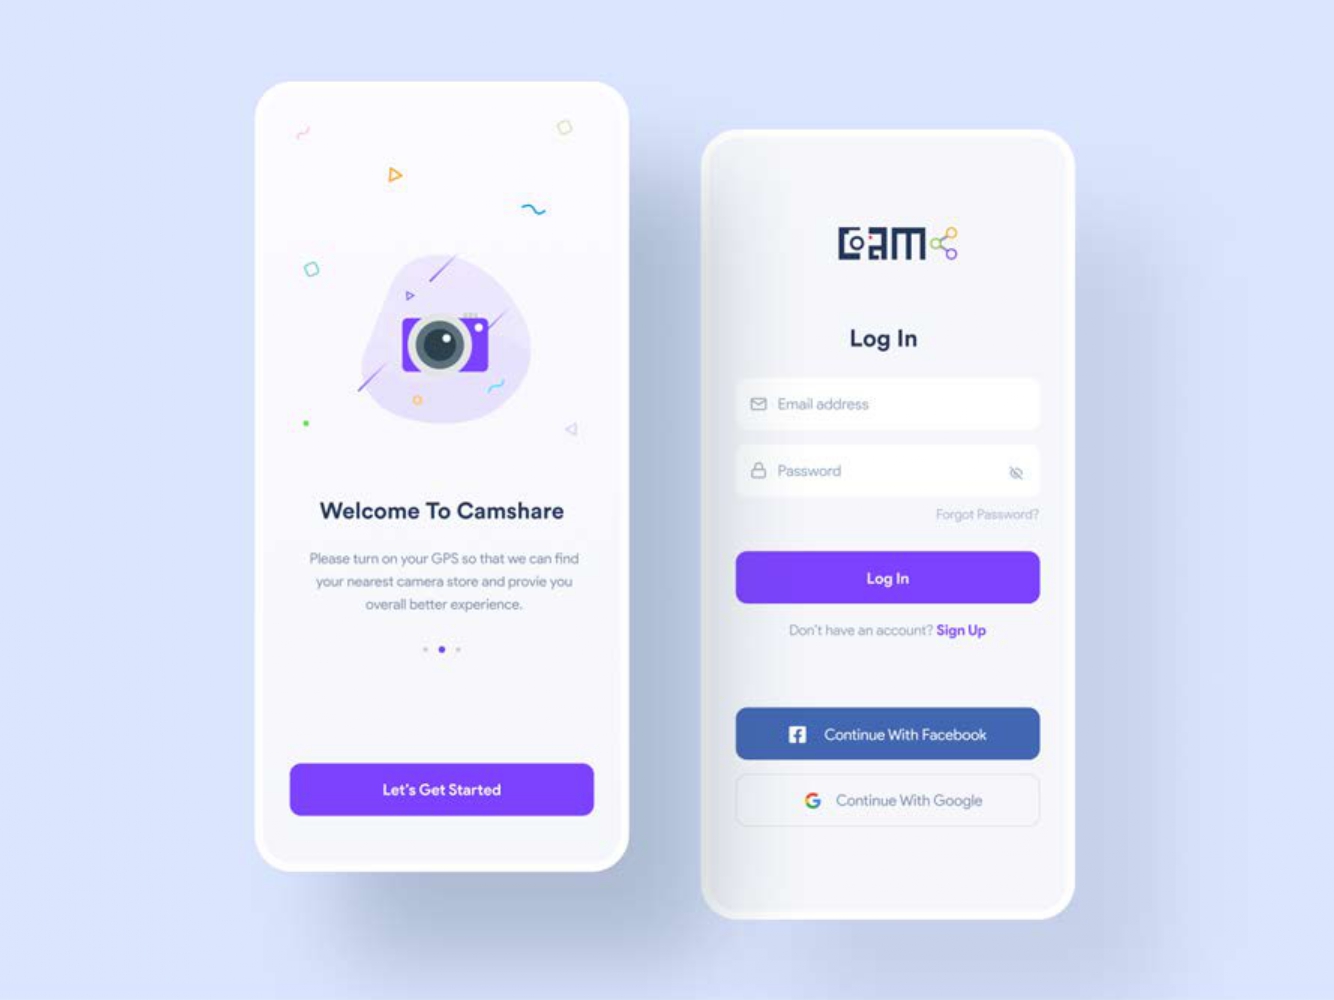 Welcome To Camshare
Please turn on your GPS so that we can find
your nearest camera store and provie you
overall better experience.
Let's Get Started
cam
Log In
Email address
Password
Forgot Password?
Log In
Don't have an account? Sign Up
Continue With Facebook
Continue With Google